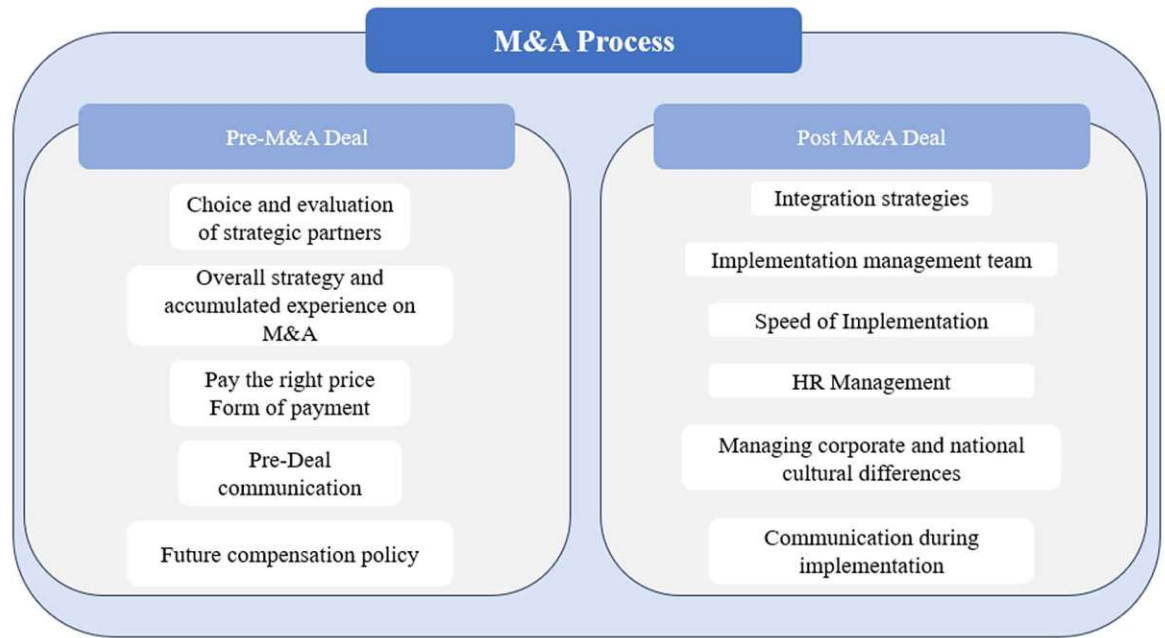 M&A Process
Pre-M&A Deal
Choice and evaluation
of strategic partners
Overall strategy and
accumulated experience on
M&A
Pay the right price
Form of payment
Pre-Deal
communication
Future compensation policy
Post M&A Deal
Integration strategies
Implementation management team
Speed of Implementation
HR Management
Managing corporate and national
cultural differences
Communication during
implementation